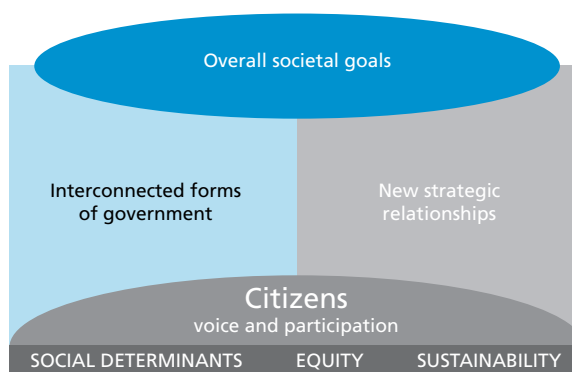 Overall societal goals
Interconnected forms
of government
New strategic
relationships
Citizens
voice and participation
SOCIAL DETERMINANTS EQUITY SUSTAINABILITY